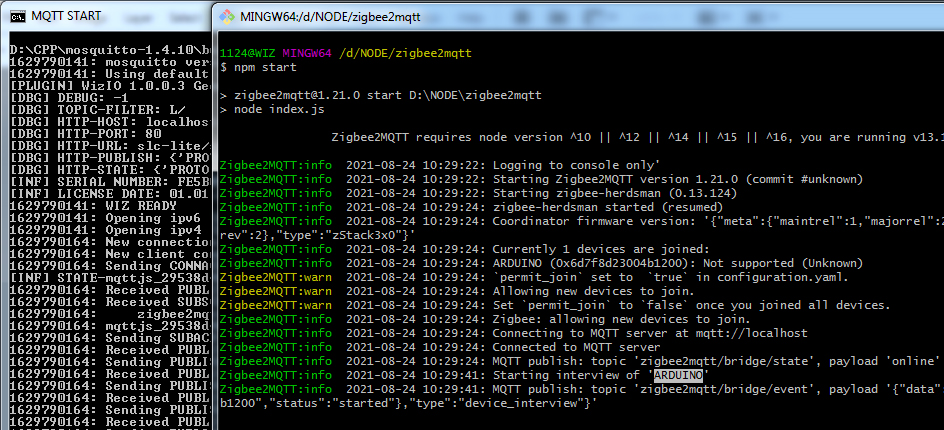 MQTT START
D:\CPP\mosquitto-1.4.10\b
1629790141: mosquitto ver
1629790141: Using default
[PLUGIN] WizIO 1.0.0.3 Ge
[DBG] DEBUG: -1
[DBG] TOPIC-FILTER: L/
[DBG] HTTP-HOST: localhos
[DBG] HTTP-PORT: 80
[DBG] HTTP-URL: slc-lite/
[DBG] HTTP-PUBLISH: {'PRO
[DBG] HTTP-STATE: {'PROTO
[INF] SERIAL NUMBER: FE5B
[INF] LICENSE DATE: 01.01
1629790141: WIZ READY
1629790141: Opening ipv6
1629790141: Opening ipv4
1629790164: New connection
1629790164: New client co
1629790164: Sending CONNA
[INF] STATE-mqttjs_29538d
1629790164: Received PUBL
1629790164: Received SUBS
1629790164: zigbee2m
1629790164: mqttjs_29538d
1629790164: Sending SUBAC
1629790164: Received PUBL
1629790164: Sending PUBLI
1629790164: Received PUBL
1629790164: Sending PUBLI
1629790164: Received PUBL
1629790164: Sending PUBLI
1629790164: Received PUBL
MINGW64:/d/NODE/zigbee2mqtt
1124@WIZ MINGW64 /d/NODE/zigbee2mqtt
$ npm start
> zigbee2mqtt@1.21.0 start D:\NODE\zigbee2mqtt
> node index.js
Zigbee2MQTT requires node version ^10 || ^12 || ^14 || ^15 || ^16, you are running v13.1
Zigbee2MQTT:info 2021-08-24 10:29:22: Logging to console only'
Zigbee2MQTT:info 2021-08-24 10:29:22: Starting Zigbee2MQTT version 1.21.0 (commit #unknown)
Zigbee2MQTT:info 2021-08-24 10:29:22: Starting zigbee-herdsman (0.13.124)
Zigbee2MQTT:info 2021-08-24 10:29:24: zigbee-herdsman started (resumed)
Zigbee2MQTT:info 2021-08-24 10:29:24: Coordinator firmware version: '{"meta":{"maintrel":1,"majorrel":2
rev":2},"type":"zStack3x0"}'
Zigbee2MQTT:info 2021-08-24 10:29:24: Currently 1 devices are joined:
Zigbee2MQTT:info 2021-08-24 10:29:24: ARDUINO (0x6d7f8d23004b1200): Not supported (Unknown)
Zigbee2MQTT:warn 2021-08-24 10:29:24: `permit_join` set to `true` in configuration.yaml.
Zigbee2MQTT:warn 2021-08-24 10:29:24: Allowing new devices to join.
Zigbee2MQTT:warn 2021-08-24 10:29:24: Set `permit_join` to `false` once you joined all devices.
Zigbee2MQTT:info 2021-08-24 10:29:24: Zigbee: allowing new devices to join.
Zigbee2MQTT:info 2021-08-24 10:29:24: Connecting to MQTT server at mqtt://localhost
Zigbee2MQTT:info 2021-08-24 10:29:24: Connected to MQTT server
Zigbee2MQTT:info 2021-08-24 10:29:24: MQTT publish: topic 'zigbee2mqtt/bridge/state', payload 'online'
Zigbee2MQTT:info 2021-08-24 10:29:41: Starting interview of 'ARDUINO'
Zigbee2MQTT:info 2021-08-24 10:29:41: MQTT publish: topic 'zigbee2mqtt/bridge/event', payload '{"data"
b1200","status":"started"},"type":"device_interview"}'